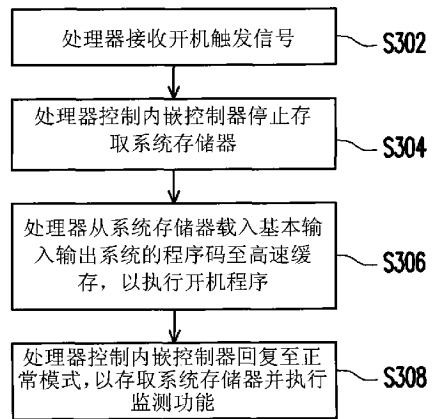 处理器接收开机触发信号
S302
处理器控制内嵌控制器停止存
取系统存储器
S304
处理器从系统存储器载入基本输
入输出系统的程序码至高速缓
存，以执行开机程序
S306
处理器控制内嵌控制器回复至正
常模式,以存取系统存储器并执行
监测功能
S308